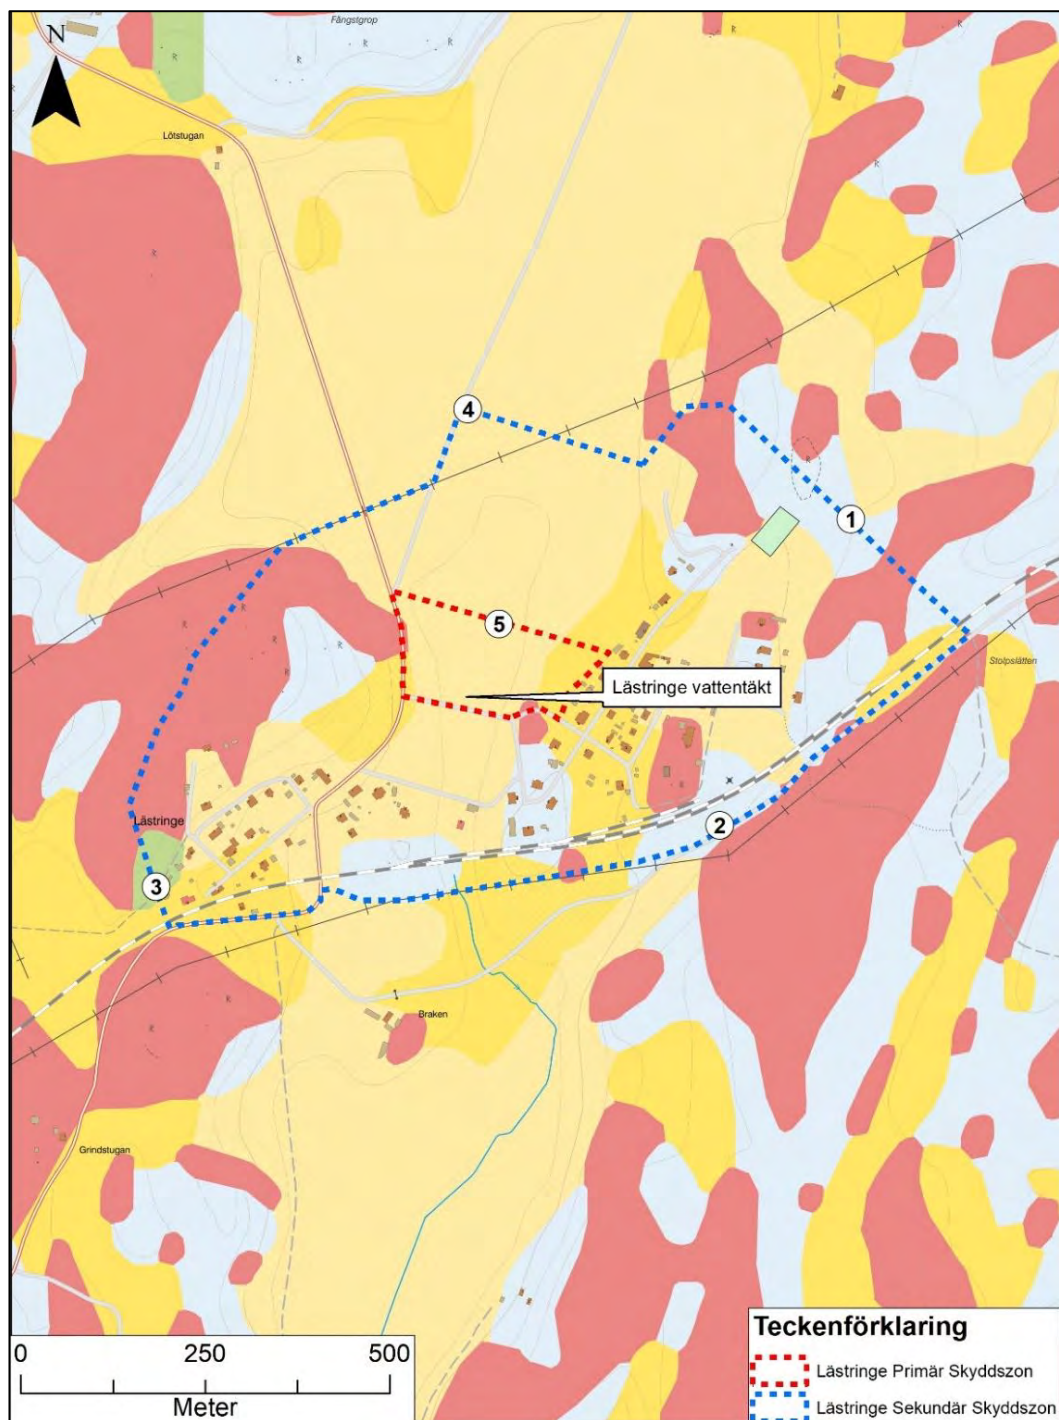 Fångstgrop
N
R
R
R
R
R
R
Lötstugan
R
R
R
4
R
1
R
R
5
Lästringe vattentäkt
Stolpslätten
R
Lästringe
2
3
R
Braken
R
Grindstugan
0 250 500
Meter
Teckenförklaring
Lästringe Primär Skyddszon
Lästringe Sekundär Skyddszon